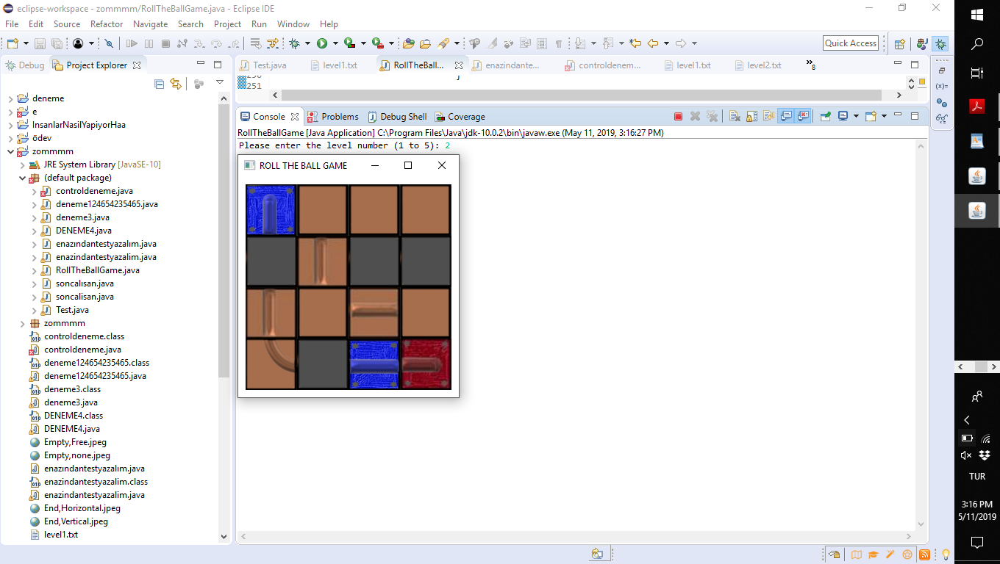 eclipse-workspace - zommmm/RollTheBallGame.java - Eclipse IDE
File Edit Source Refactor Navigate Search Project Run Window Help
Quick Access
Debug Project Explorer
Test.java level1.txt RollTheBall... enazindante... controldenem... level1.txt level2.txt »8
250 }
251
Console Problems Debug Shell Coverage
RollTheBallGame [Java Application] C:\Program Files\Java\jdk-10.0.2\bin\javaw.exe (May 11, 2019, 3:16:27 PM)
Please enter the level number (1 to 5): 2
ROLL THE BALL GAME
deneme
e
InsanlarNasilYapiyorHaa
ödev
zommmm
JRE System Library [JavaSE-10]
(default package)
controldeneme.java
deneme124654235465.java
deneme3.java
DENEME4.java
enazından​testyazalım.java
enazindantestyazalim.java
RollTheBallGame.java
soncalısan.java
soncalisan.java
Test.java
zommmm
controldeneme.class
controldeneme.java
deneme124654235465.class
deneme124654235465.java
deneme3.class
deneme3.java
DENEME4.class
DENEME4.java
Empty,Free.jpeg
Empty,none.jpeg
enazındantestyazalım.java
enazindantestyazalim.class
enazindantestyazalim.java
End,Horizontal.jpeg
End,Vertical.jpeg
level1.txt
(x)=
TUR
3:16 PM
5/11/2019